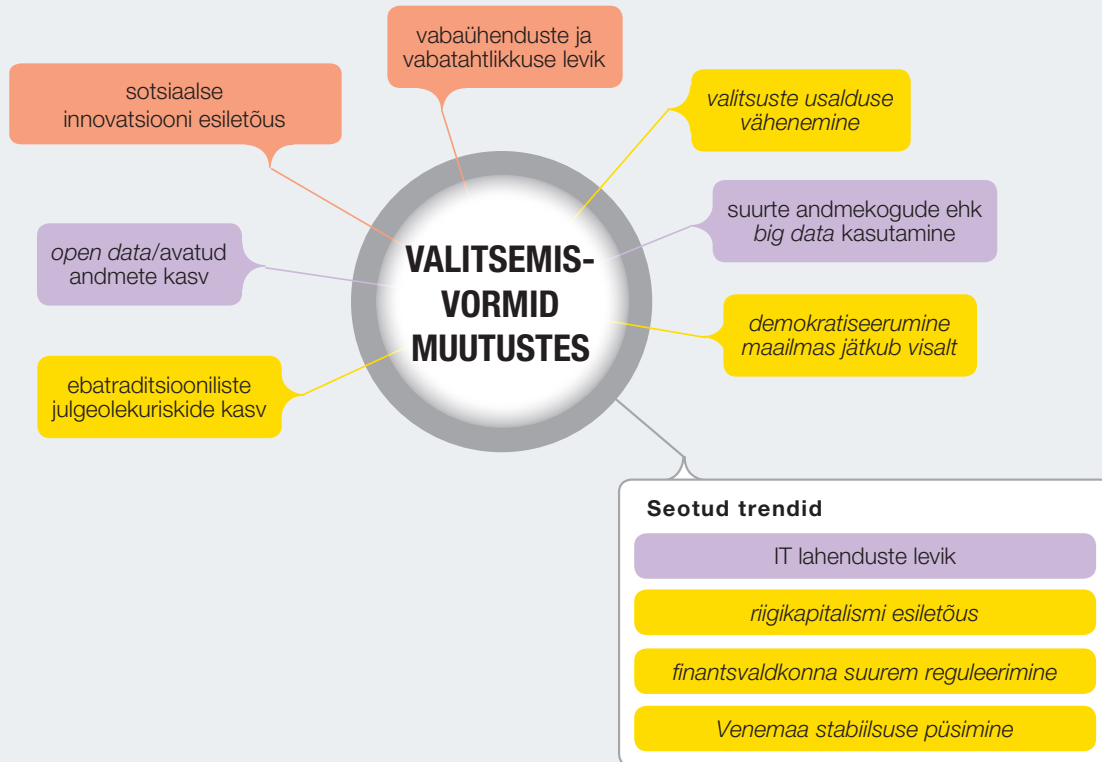 vabaühenduste ja
vabatahtlikkuse levik
sotsiaalse
innovatsiooni esiletõus
valitsuste usalduse
vähenemine
suurte andmekogude ehk
big data kasutamine
open data/avatud
andmete kasv
VALITSEMIS-
VORMID
MUUTUSTES
demokratiseerumine
maailmas jätkub visalt
ebatraditsiooniliste
julgeolekuriskide kasv
Seotud trendid
IT lahenduste levik
riigikapitalismi esiletõus
finantsvaldkonna suurem reguleerimine
Venemaa stabiilsuse püsimine